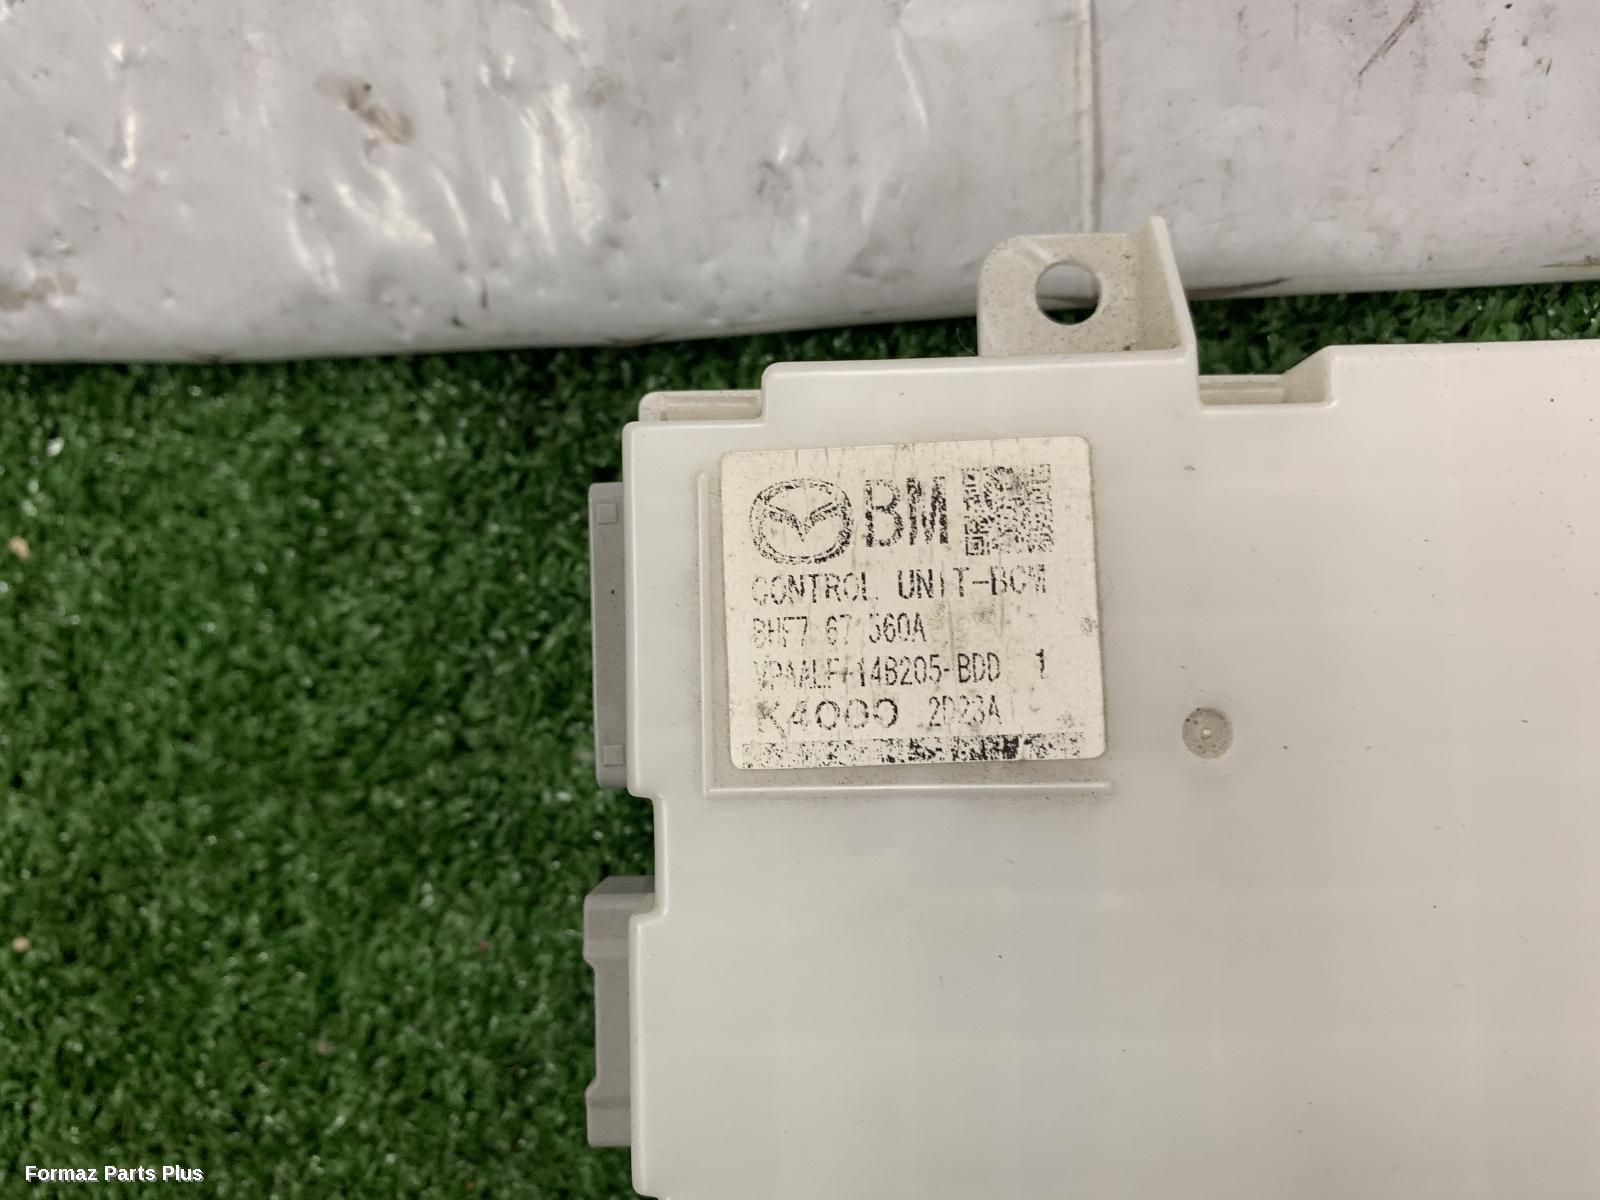 BM
CONTROL UNIT-BCM
BHF7 67 560A
VPAALF-14B205-BDD 1
K4000 2D23A
Formaz Parts Plus